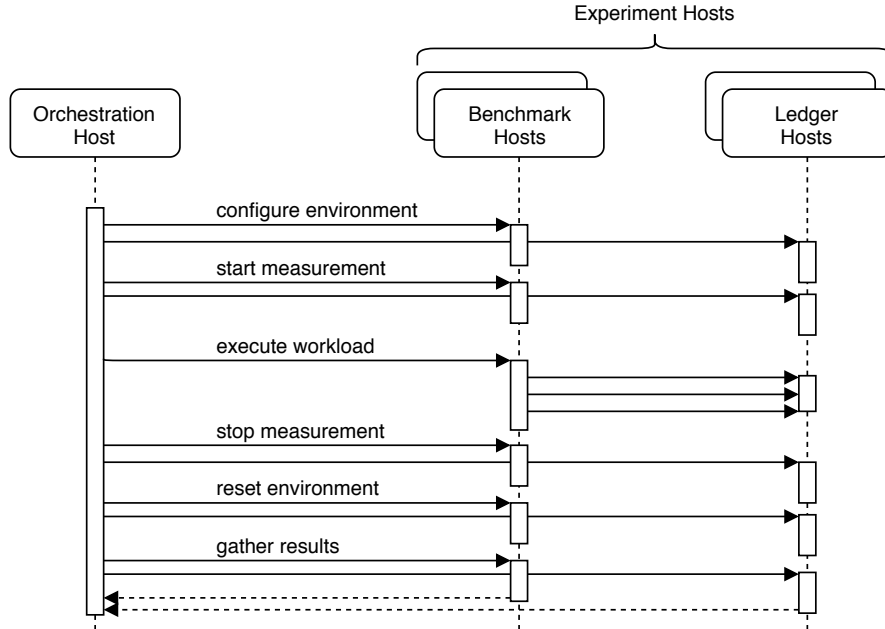 Experiment Hosts
Orchestration
Host
Benchmark
Hosts
Ledger
Hosts
configure environment
start measurement
execute workload
stop measurement
reset environment
gather results